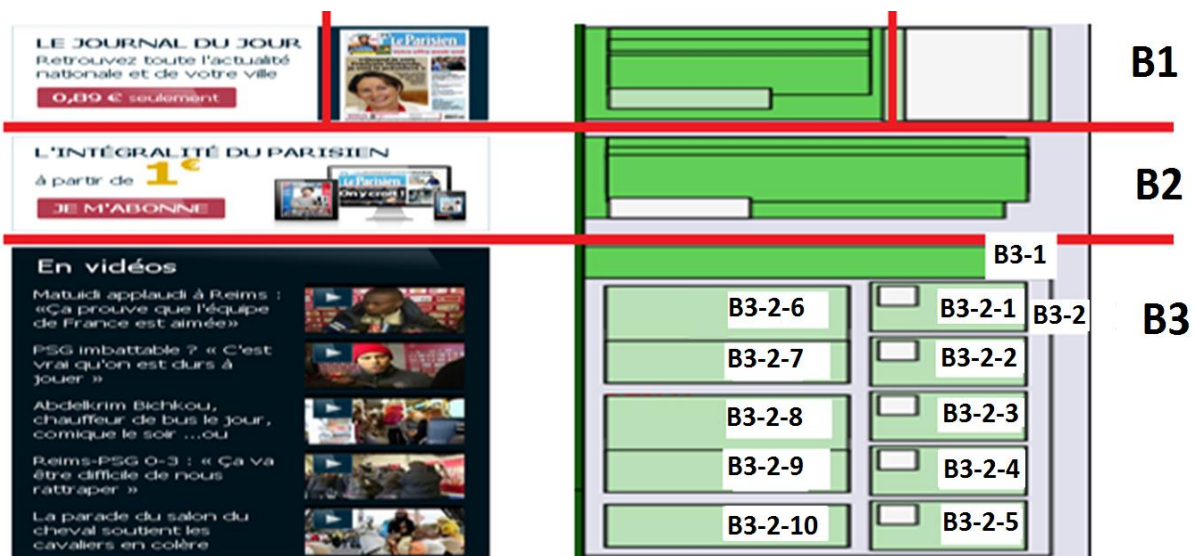 LE JOURNAL DU JOUR
Retrouvez toute l'actualité
nationale et de votre ville
0,89 € seulement
Le Parisien
B1
L'INTÉGRALITÉ DU PARISIEN
à partir de 1€
JE M'ABONNE
Le Parisien
On y croit !
B2
En vidéos
Matuidi applaudi à Reims :
«Ça prouve que l'équipe
de France est aimée»
PSG imbattable ? « C'est
vrai qu'on est durs à
jouer »
Abdelkrim Bichkou,
chauffeur de bus le jour,
comique le soir ...ou
Reims-PSG 0-3 : « Ça va
être difficile de nous
rattraper »
La parade du salon du
cheval soutient les
cavaliers en colère
B3-1
B3-2-6
B3-2-1
B3-2
B3
B3-2-7
B3-2-2
B3-2-8
B3-2-3
B3-2-9
B3-2-4
B3-2-10
B3-2-5